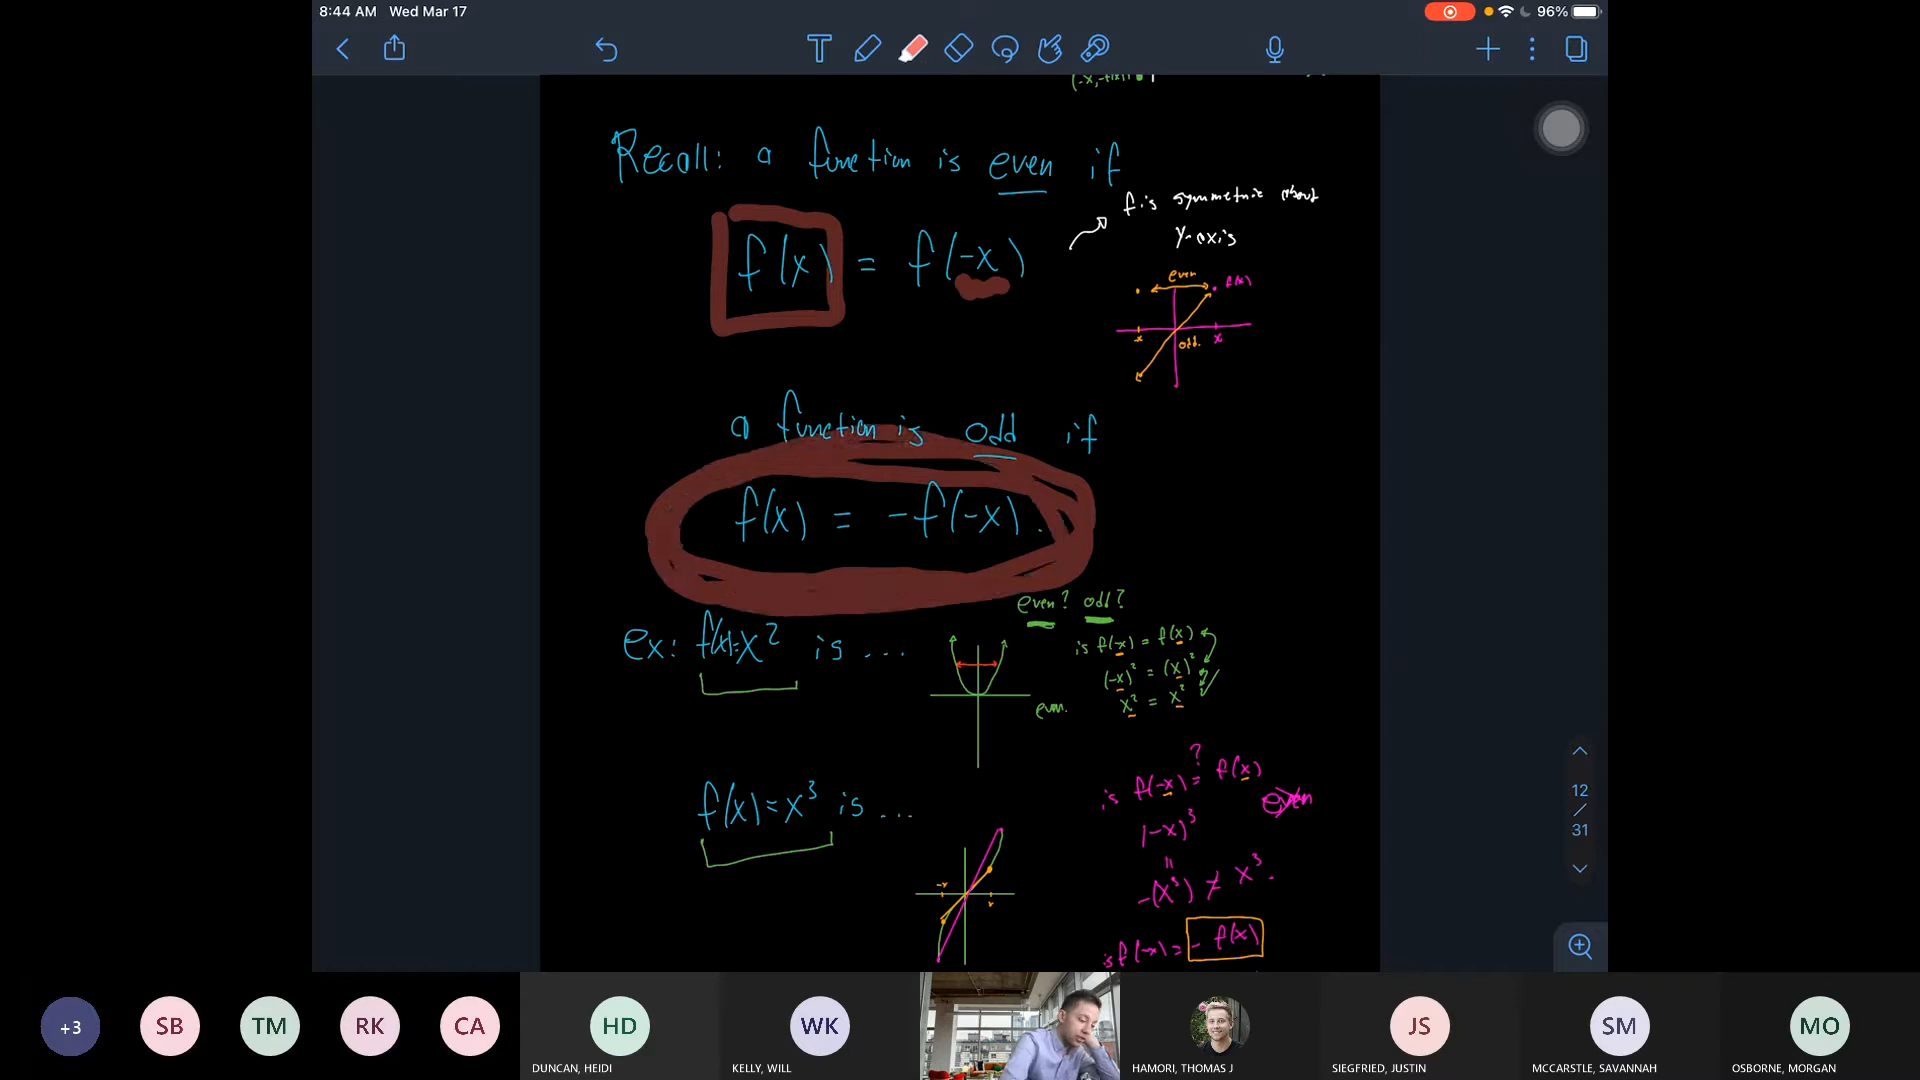 8:44 AM Wed Mar 17
96%
Recall: a function is even if
f is symmetric about
y-axis
f(x) = f(-x)
even
f(x)
-x
odd.
x
a function is odd if
f(x) = -f(-x).
even? odd?
ex: f(x)=x² is ...
is f(-x) = f(x)
(-x)² = (x)²
x² = x²
even.
is f(-x) ?= f(x)
even
f(x)=x³ is ...
(-x)³
"
-(x³) ≠ x³.
-x
x
is f(-x) = - f(x)
12
/
31
+3
SB
TM
RK
CA
HD
WK
JS
SM
MO
DUNCAN, HEIDI
KELLY, WILL
HAMORI, THOMAS J
SIEGFRIED, JUSTIN
MCCARSTLE, SAVANNAH
OSBORNE, MORGAN